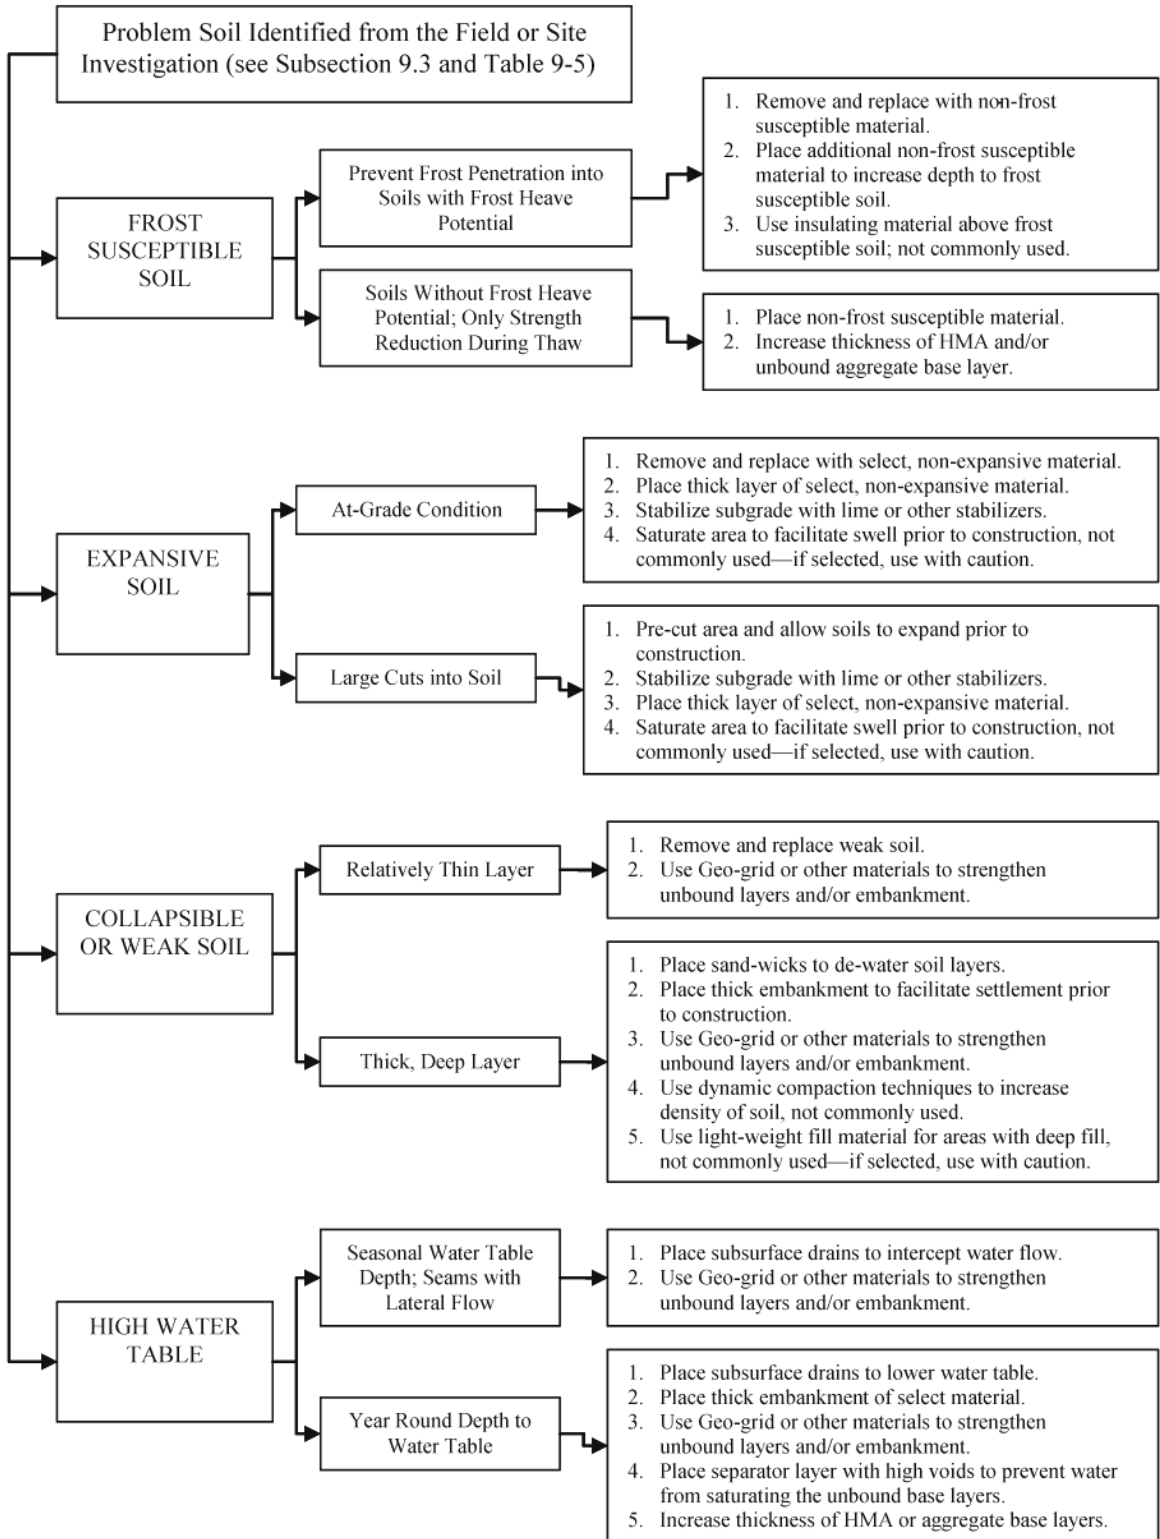 Problem Soil Identified from the Field or Site
Investigation (see Subsection 9.3 and Table 9-5)
FROST
SUSCEPTIBLE
SOIL
Prevent Frost Penetration into
Soils with Frost Heave
Potential
1. Remove and replace with non-frost
susceptible material.
2. Place additional non-frost susceptible
material to increase depth to frost
susceptible soil.
3. Use insulating material above frost
susceptible soil; not commonly used.
Soils Without Frost Heave
Potential; Only Strength
Reduction During Thaw
1. Place non-frost susceptible material.
2. Increase thickness of HMA and/or
unbound aggregate base layer.
EXPANSIVE
SOIL
At-Grade Condition
1. Remove and replace with select, non-expansive material.
2. Place thick layer of select, non-expansive material.
3. Stabilize subgrade with lime or other stabilizers.
4. Saturate area to facilitate swell prior to construction, not
commonly used—if selected, use with caution.
Large Cuts into Soil
1. Pre-cut area and allow soils to expand prior to
construction.
2. Stabilize subgrade with lime or other stabilizers.
3. Place thick layer of select, non-expansive material.
4. Saturate area to facilitate swell prior to construction, not
commonly used—if selected, use with caution.
COLLAPSIBLE
OR WEAK SOIL
Relatively Thin Layer
1. Remove and replace weak soil.
2. Use Geo-grid or other materials to strengthen
unbound layers and/or embankment.
Thick, Deep Layer
1. Place sand-wicks to de-water soil layers.
2. Place thick embankment to facilitate settlement prior
to construction.
3. Use Geo-grid or other materials to strengthen
unbound layers and/or embankment.
4. Use dynamic compaction techniques to increase
density of soil, not commonly used.
5. Use light-weight fill material for areas with deep fill,
not commonly used—if selected, use with caution.
HIGH WATER
TABLE
Seasonal Water Table
Depth; Seams with
Lateral Flow
1. Place subsurface drains to intercept water flow.
2. Use Geo-grid or other materials to strengthen
unbound layers and/or embankment.
Year Round Depth to
Water Table
1. Place subsurface drains to lower water table.
2. Place thick embankment of select material.
3. Use Geo-grid or other materials to strengthen
unbound layers and/or embankment.
4. Place separator layer with high voids to prevent water
from saturating the unbound base layers.
5. Increase thickness of HMA or aggregate base layers.